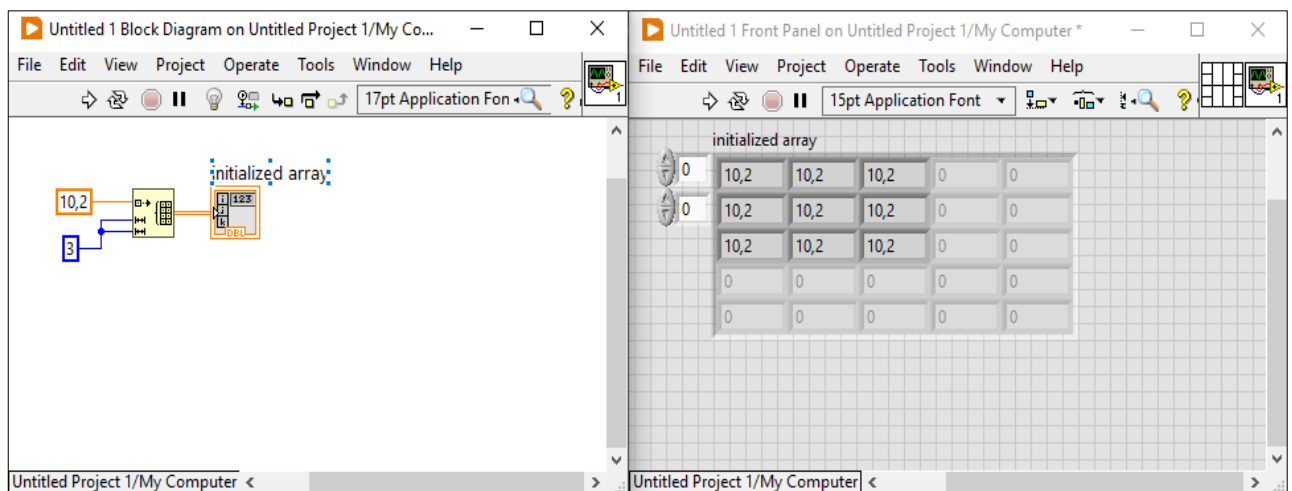 Untitled 1 Block Diagram on Untitled Project 1/My Co...
File Edit View Project Operate Tools Window Help
17pt Application Fon
1
initialized array
10,2
3
i 123
j
k
DBL
Untitled Project 1/My Computer
Untitled 1 Front Panel on Untitled Project 1/My Computer *
File Edit View Project Operate Tools Window Help
15pt Application Font
1
initialized array
0 10,2 10,2 10,2 0 0
0 10,2 10,2 10,2 0 0
10,2 10,2 10,2 0 0
0 0 0 0 0
0 0 0 0 0
Untitled Project 1/My Computer